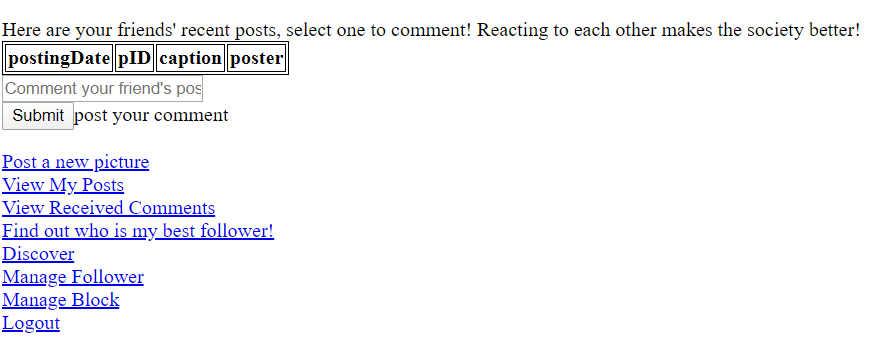 Here are your friends' recent posts, select one to comment! Reacting to each other makes the society better!
postingDate pID caption poster
Comment your friend's pos
Submit post your comment
Post a new picture
View My Posts
View Received Comments
Find out who is my best follower!
Discover
Manage Follower
Manage Block
Logout